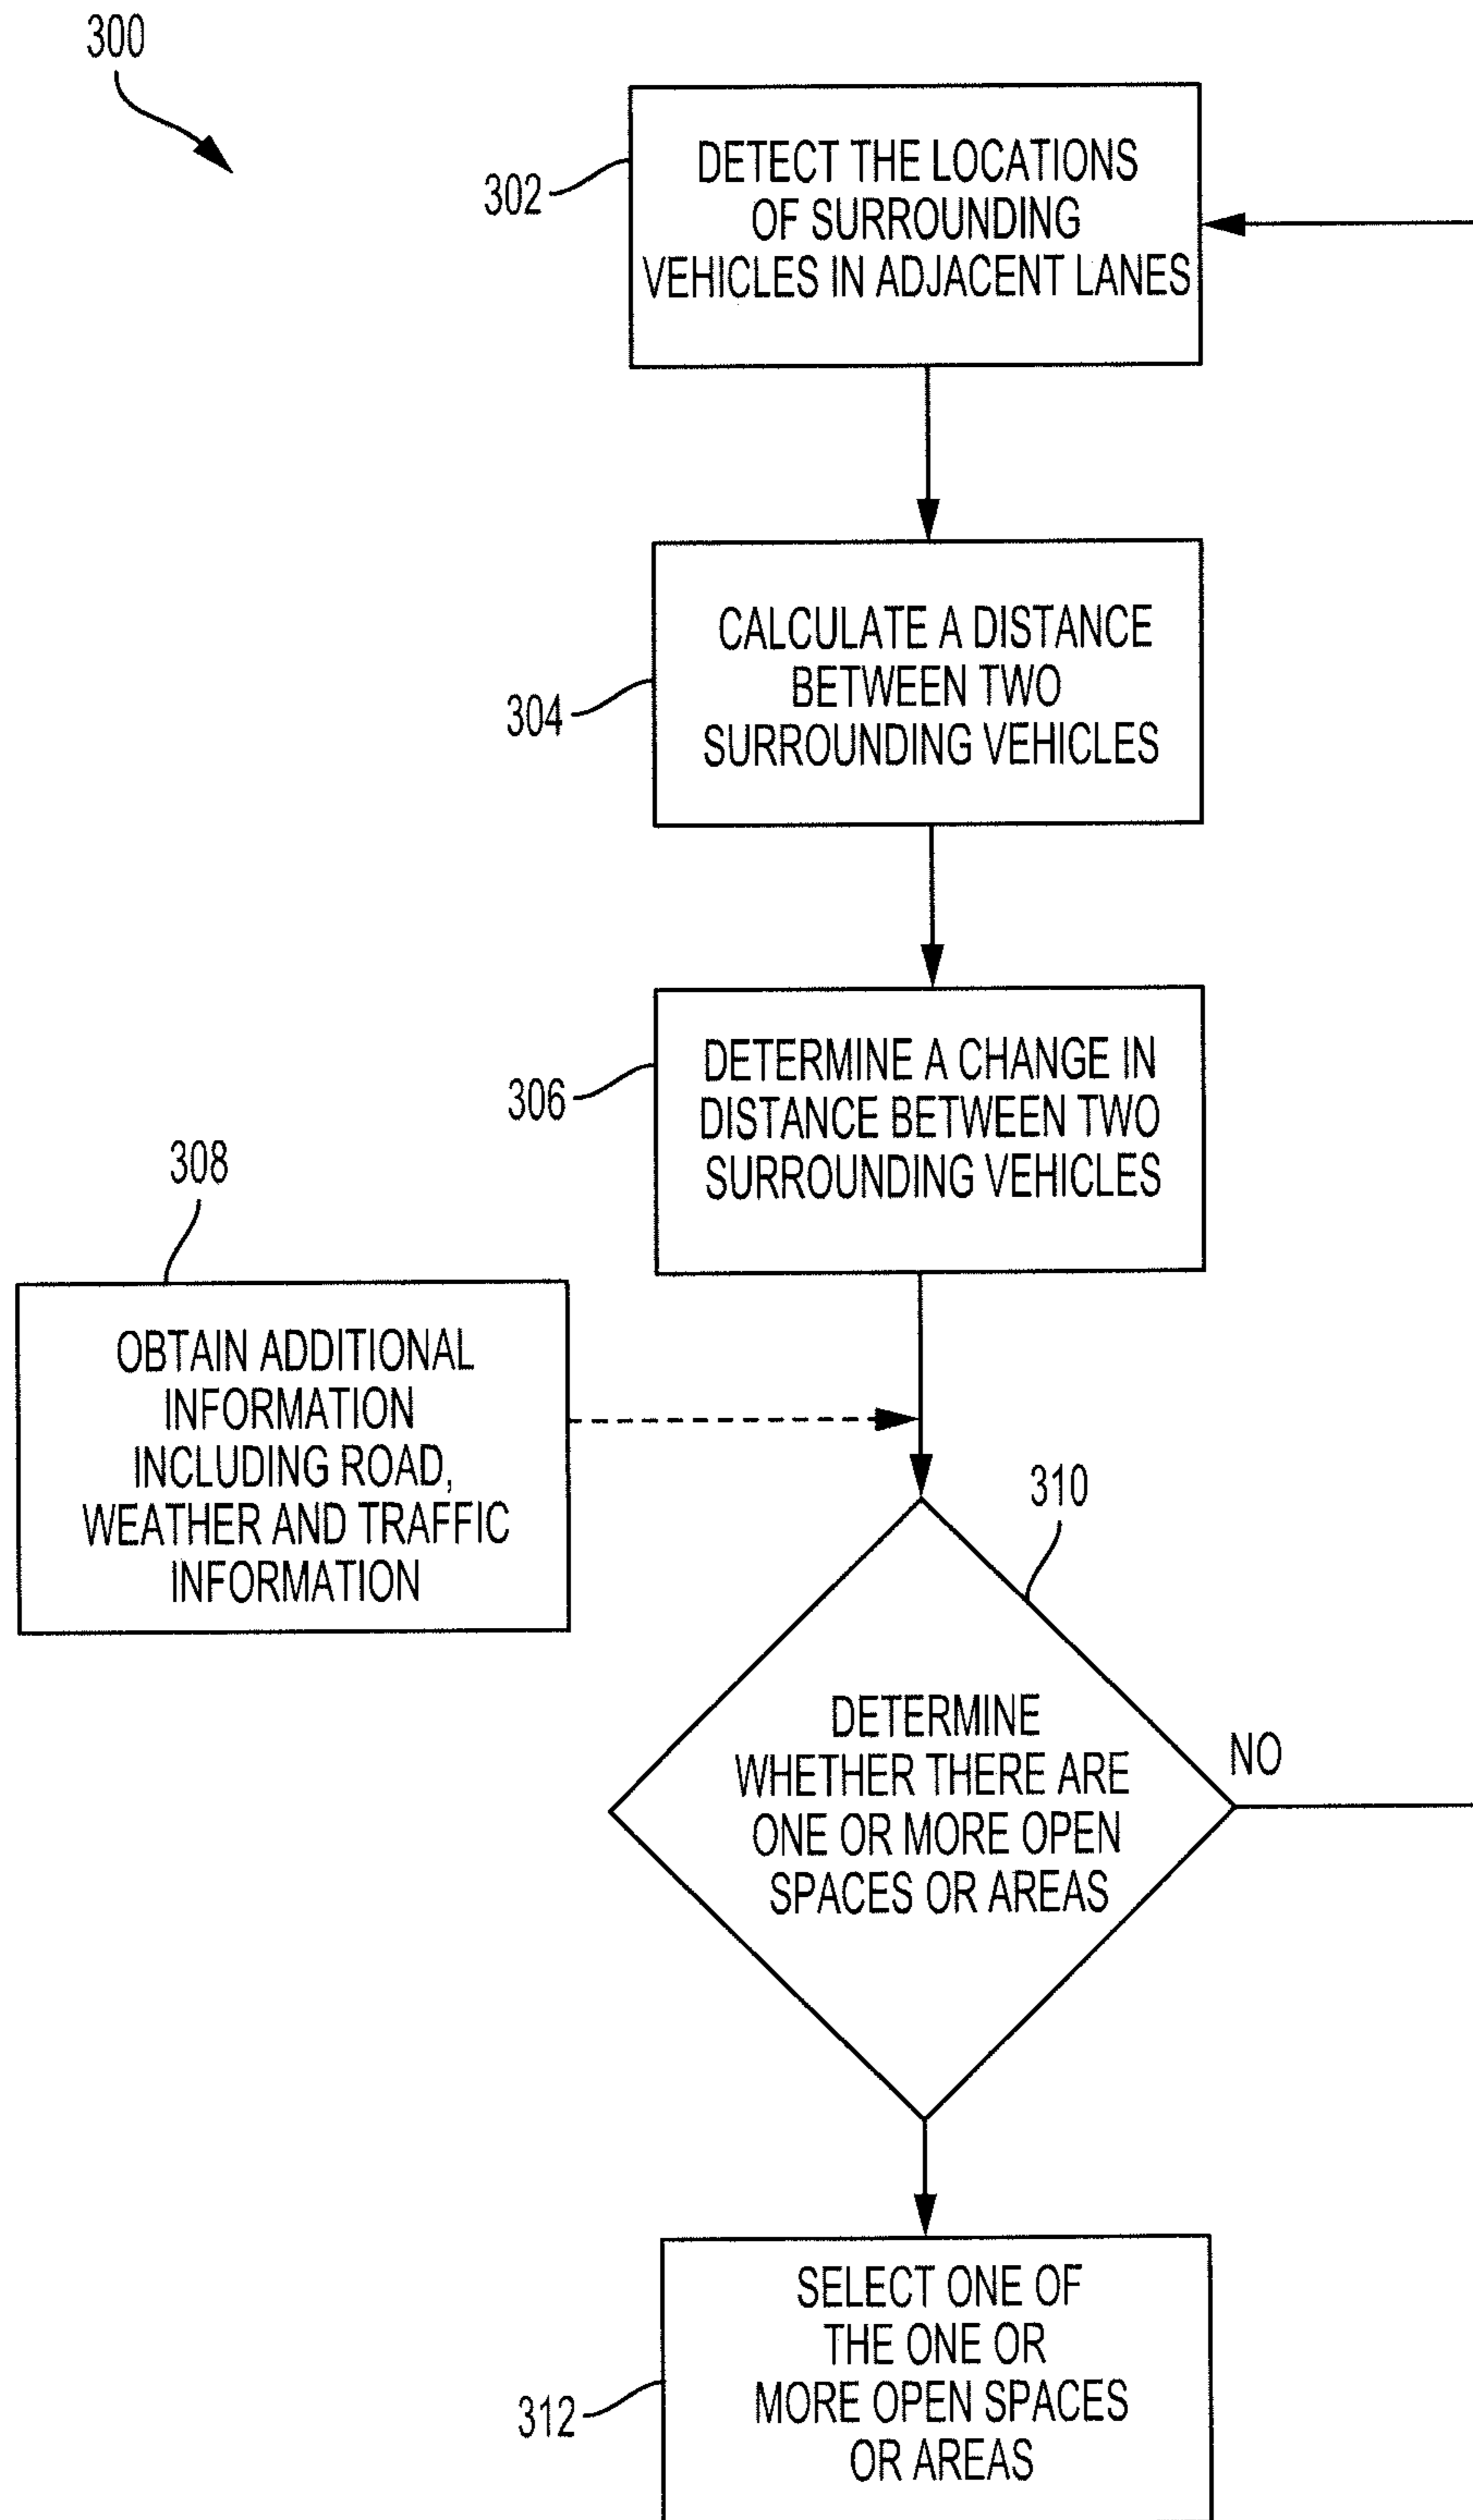 300
302
DETECT THE LOCATIONS
OF SURROUNDING
VEHICLES IN ADJACENT LANES
304
CALCULATE A DISTANCE
BETWEEN TWO
SURROUNDING VEHICLES
306
DETERMINE A CHANGE IN
DISTANCE BETWEEN TWO
SURROUNDING VEHICLES
308
OBTAIN ADDITIONAL
INFORMATION
INCLUDING ROAD,
WEATHER AND TRAFFIC
INFORMATION
310
DETERMINE
WHETHER THERE ARE
ONE OR MORE OPEN
SPACES OR AREAS
NO
312
SELECT ONE OF
THE ONE OR
MORE OPEN SPACES
OR AREAS